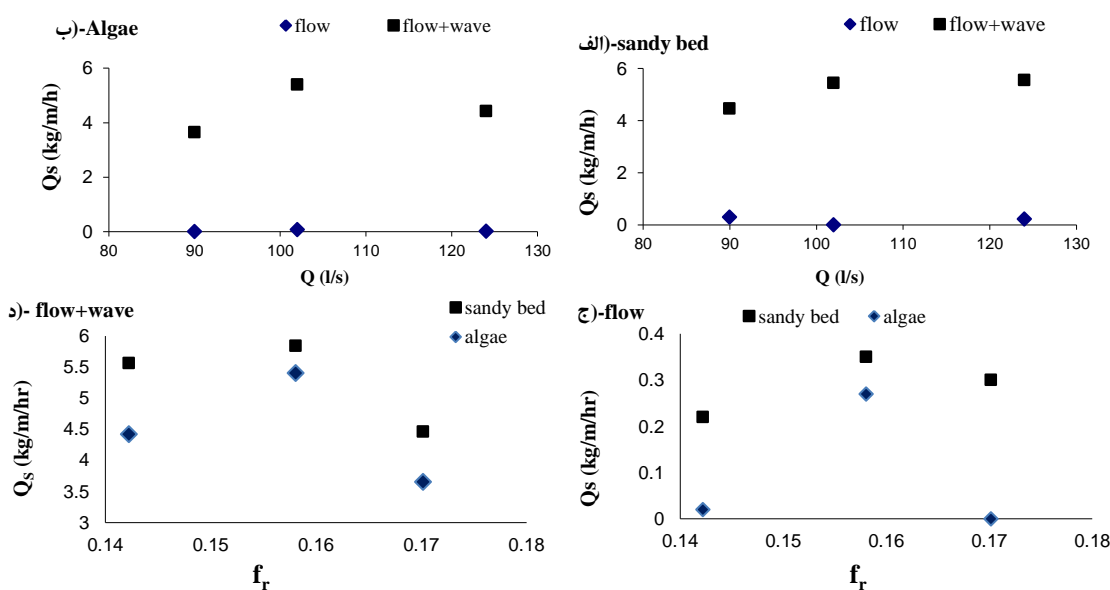 ب)-Algae
flow flow+wave
Qs (kg/m/h)
6
4
2
0
80 90 100 110 120 130
Q (l/s)
الف)-sandy bed
flow flow+wave
Qs (kg/m/h)
6
4
2
0
80 90 100 110 120 130
Q (l/s)
د)- flow+wave
sandy bed
algae
Qs (kg/m/hr)
6
5.5
5
4.5
4
3.5
3
0.14 0.15 0.16 0.17 0.18
fr
ج)-flow
sandy bed algae
Qs (kg/m/hr)
0.4
0.3
0.2
0.1
0
0.14 0.15 0.16 0.17 0.18
fr